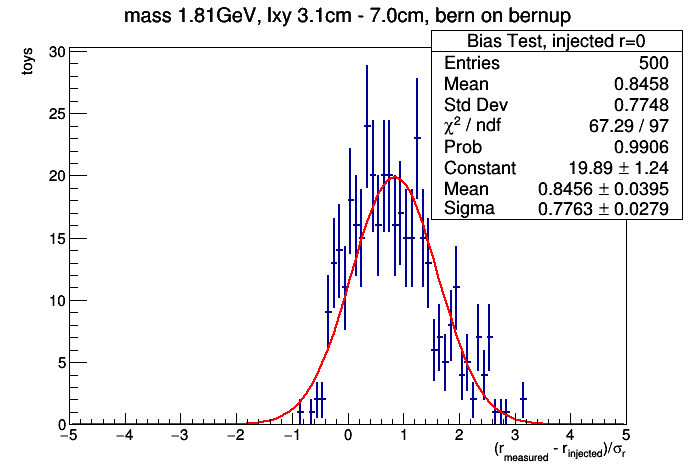 mass 1.81GeV, lxy 3.1cm - 7.0cm, bern on bernup
Bias Test, injected r=0
Entries 500
Mean 0.8458
Std Dev 0.7748
χ² / ndf 67.29 / 97
Prob 0.9906
Constant 19.89 ± 1.24
Mean 0.8456 ± 0.0395
Sigma 0.7763 ± 0.0279
toys
30
25
20
15
10
5
0
−5 −4 −3 −2 −1 0 1 2 3 4 5
(r_measured - r_injected)/σ_r